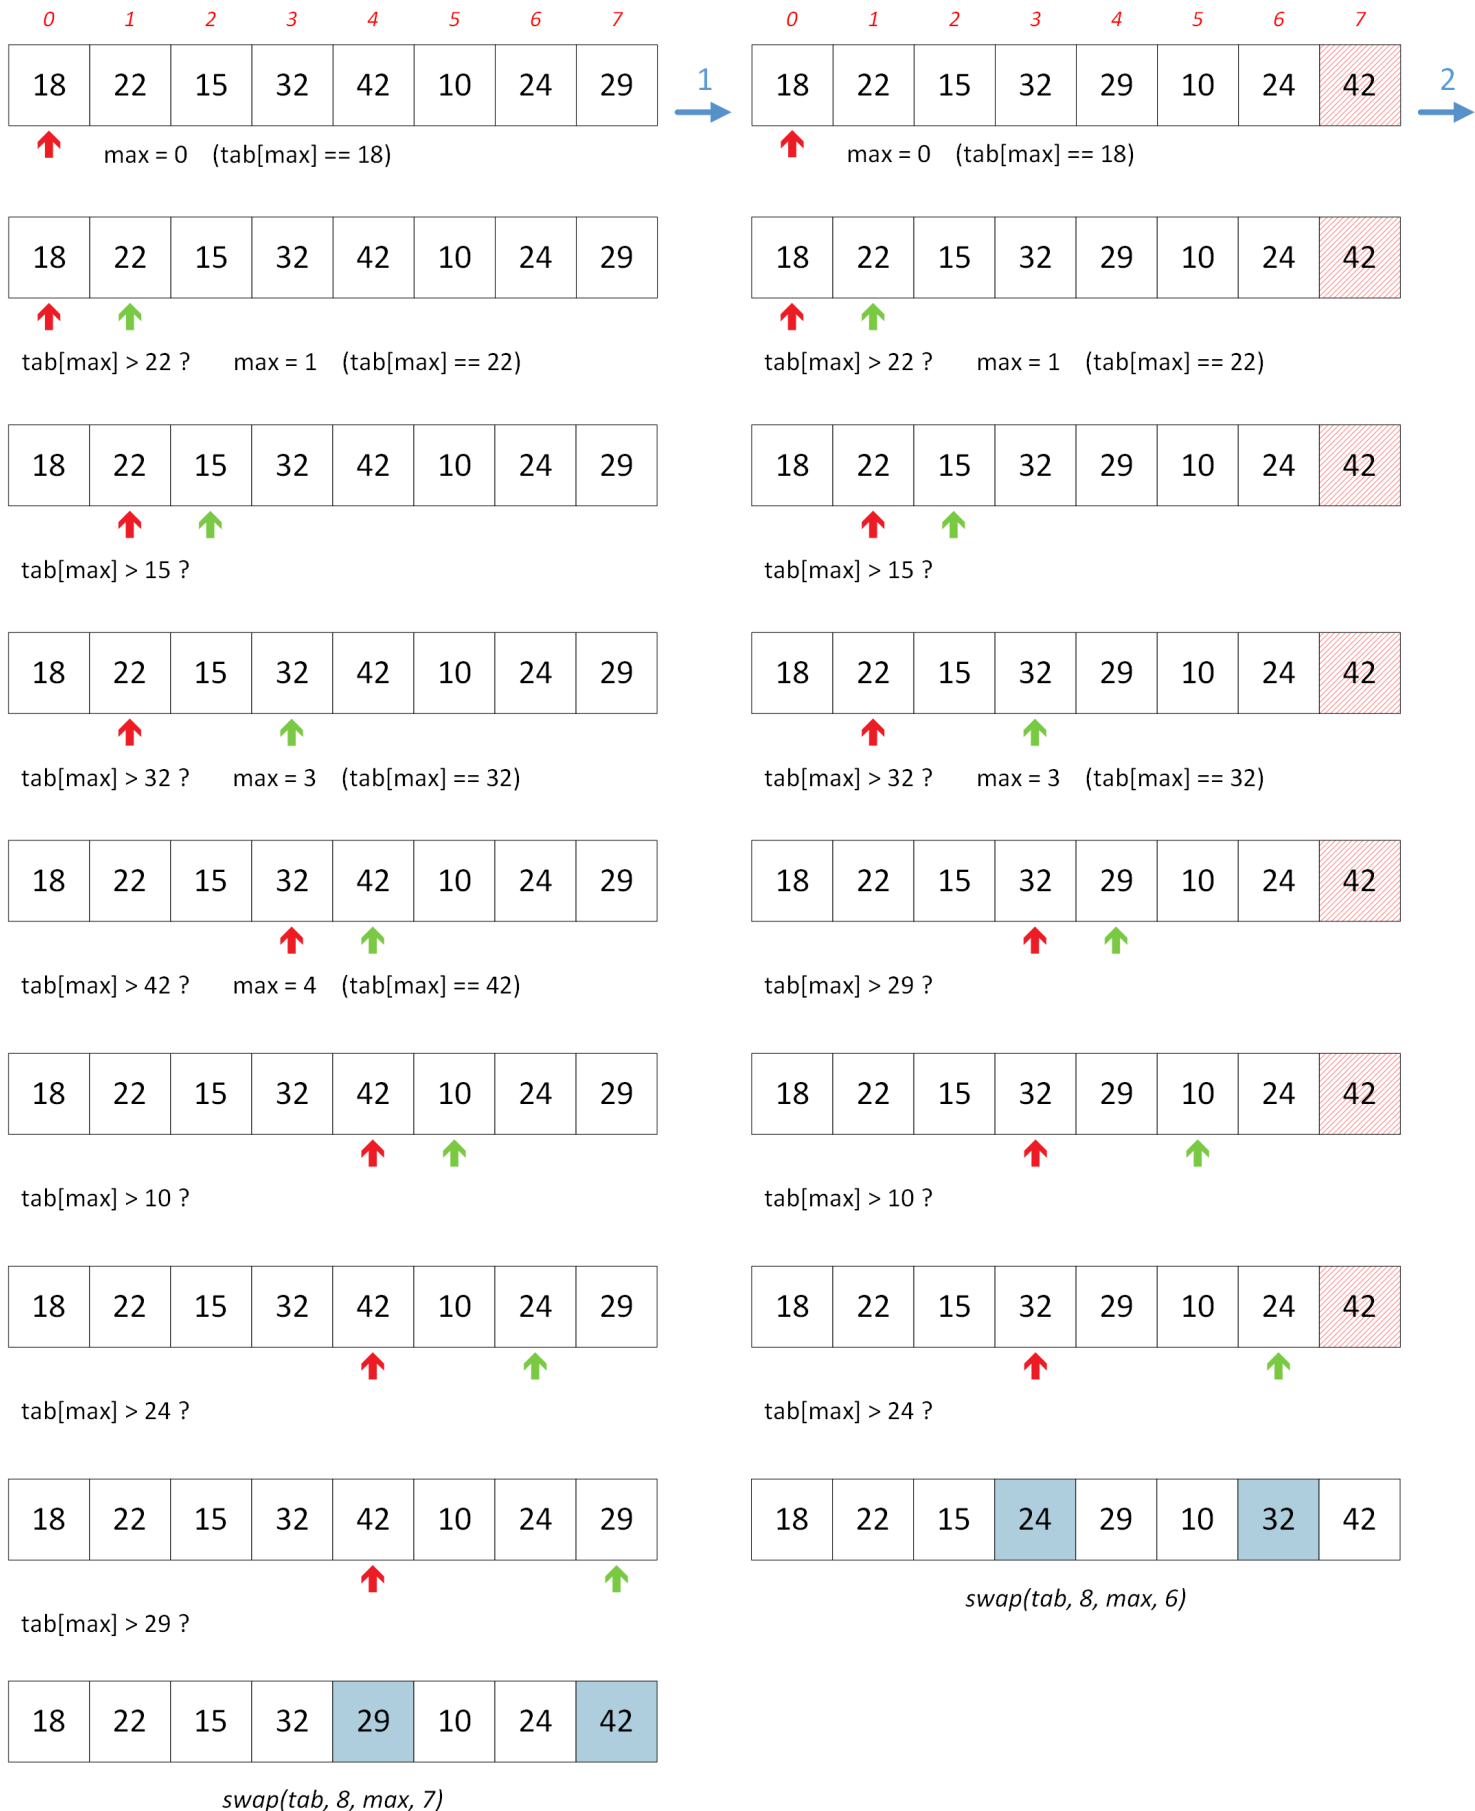 0 1 2 3 4 5 6 7
18 22 15 32 42 10 24 29
max = 0 (tab[max] == 18)
18 22 15 32 42 10 24 29
tab[max] > 22 ? max = 1 (tab[max] == 22)
18 22 15 32 42 10 24 29
tab[max] > 15 ?
18 22 15 32 42 10 24 29
tab[max] > 32 ? max = 3 (tab[max] == 32)
18 22 15 32 42 10 24 29
tab[max] > 42 ? max = 4 (tab[max] == 42)
18 22 15 32 42 10 24 29
tab[max] > 10 ?
18 22 15 32 42 10 24 29
tab[max] > 24 ?
18 22 15 32 42 10 24 29
tab[max] > 29 ?
18 22 15 32 29 10 24 42
swap(tab, 8, max, 7)
1
0 1 2 3 4 5 6 7
18 22 15 32 29 10 24 42
max = 0 (tab[max] == 18)
18 22 15 32 29 10 24 42
tab[max] > 22 ? max = 1 (tab[max] == 22)
18 22 15 32 29 10 24 42
tab[max] > 15 ?
18 22 15 32 29 10 24 42
tab[max] > 32 ? max = 3 (tab[max] == 32)
18 22 15 32 29 10 24 42
tab[max] > 29 ?
18 22 15 32 29 10 24 42
tab[max] > 10 ?
18 22 15 32 29 10 24 42
tab[max] > 24 ?
18 22 15 24 29 10 32 42
swap(tab, 8, max, 6)
2